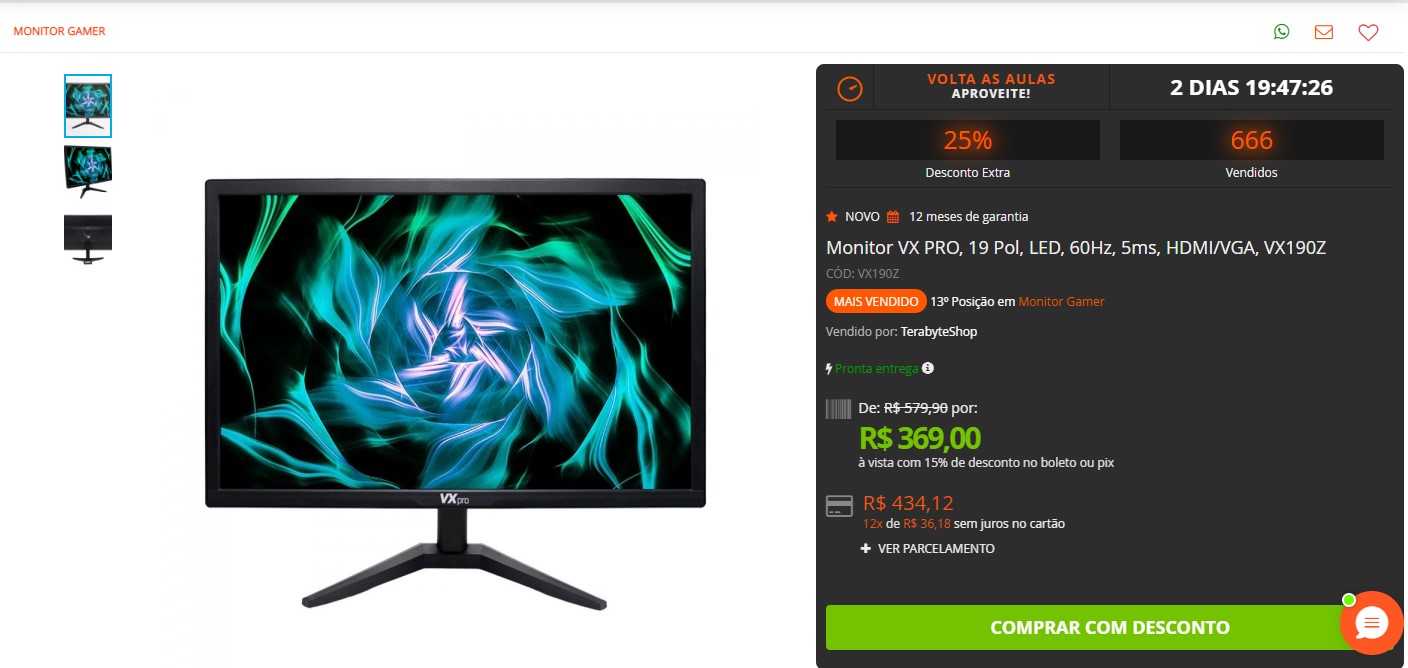 MONITOR GAMER
VOLTA AS AULAS
APROVEITE!
2 DIAS 19:47:26
25%
Desconto Extra
666
Vendidos
NOVO 12 meses de garantia
Monitor VX PRO, 19 Pol, LED, 60Hz, 5ms, HDMI/VGA, VX190Z
CÓD: VX190Z
MAIS VENDIDO 13º Posição em Monitor Gamer
Vendido por: TerabyteShop
Pronta entrega
De: R$ 579,90 por:
R$ 369,00
à vista com 15% de desconto no boleto ou pix
R$ 434,12
12x de R$ 36,18 sem juros no cartão
VER PARCELAMENTO
COMPRAR COM DESCONTO
VXpro